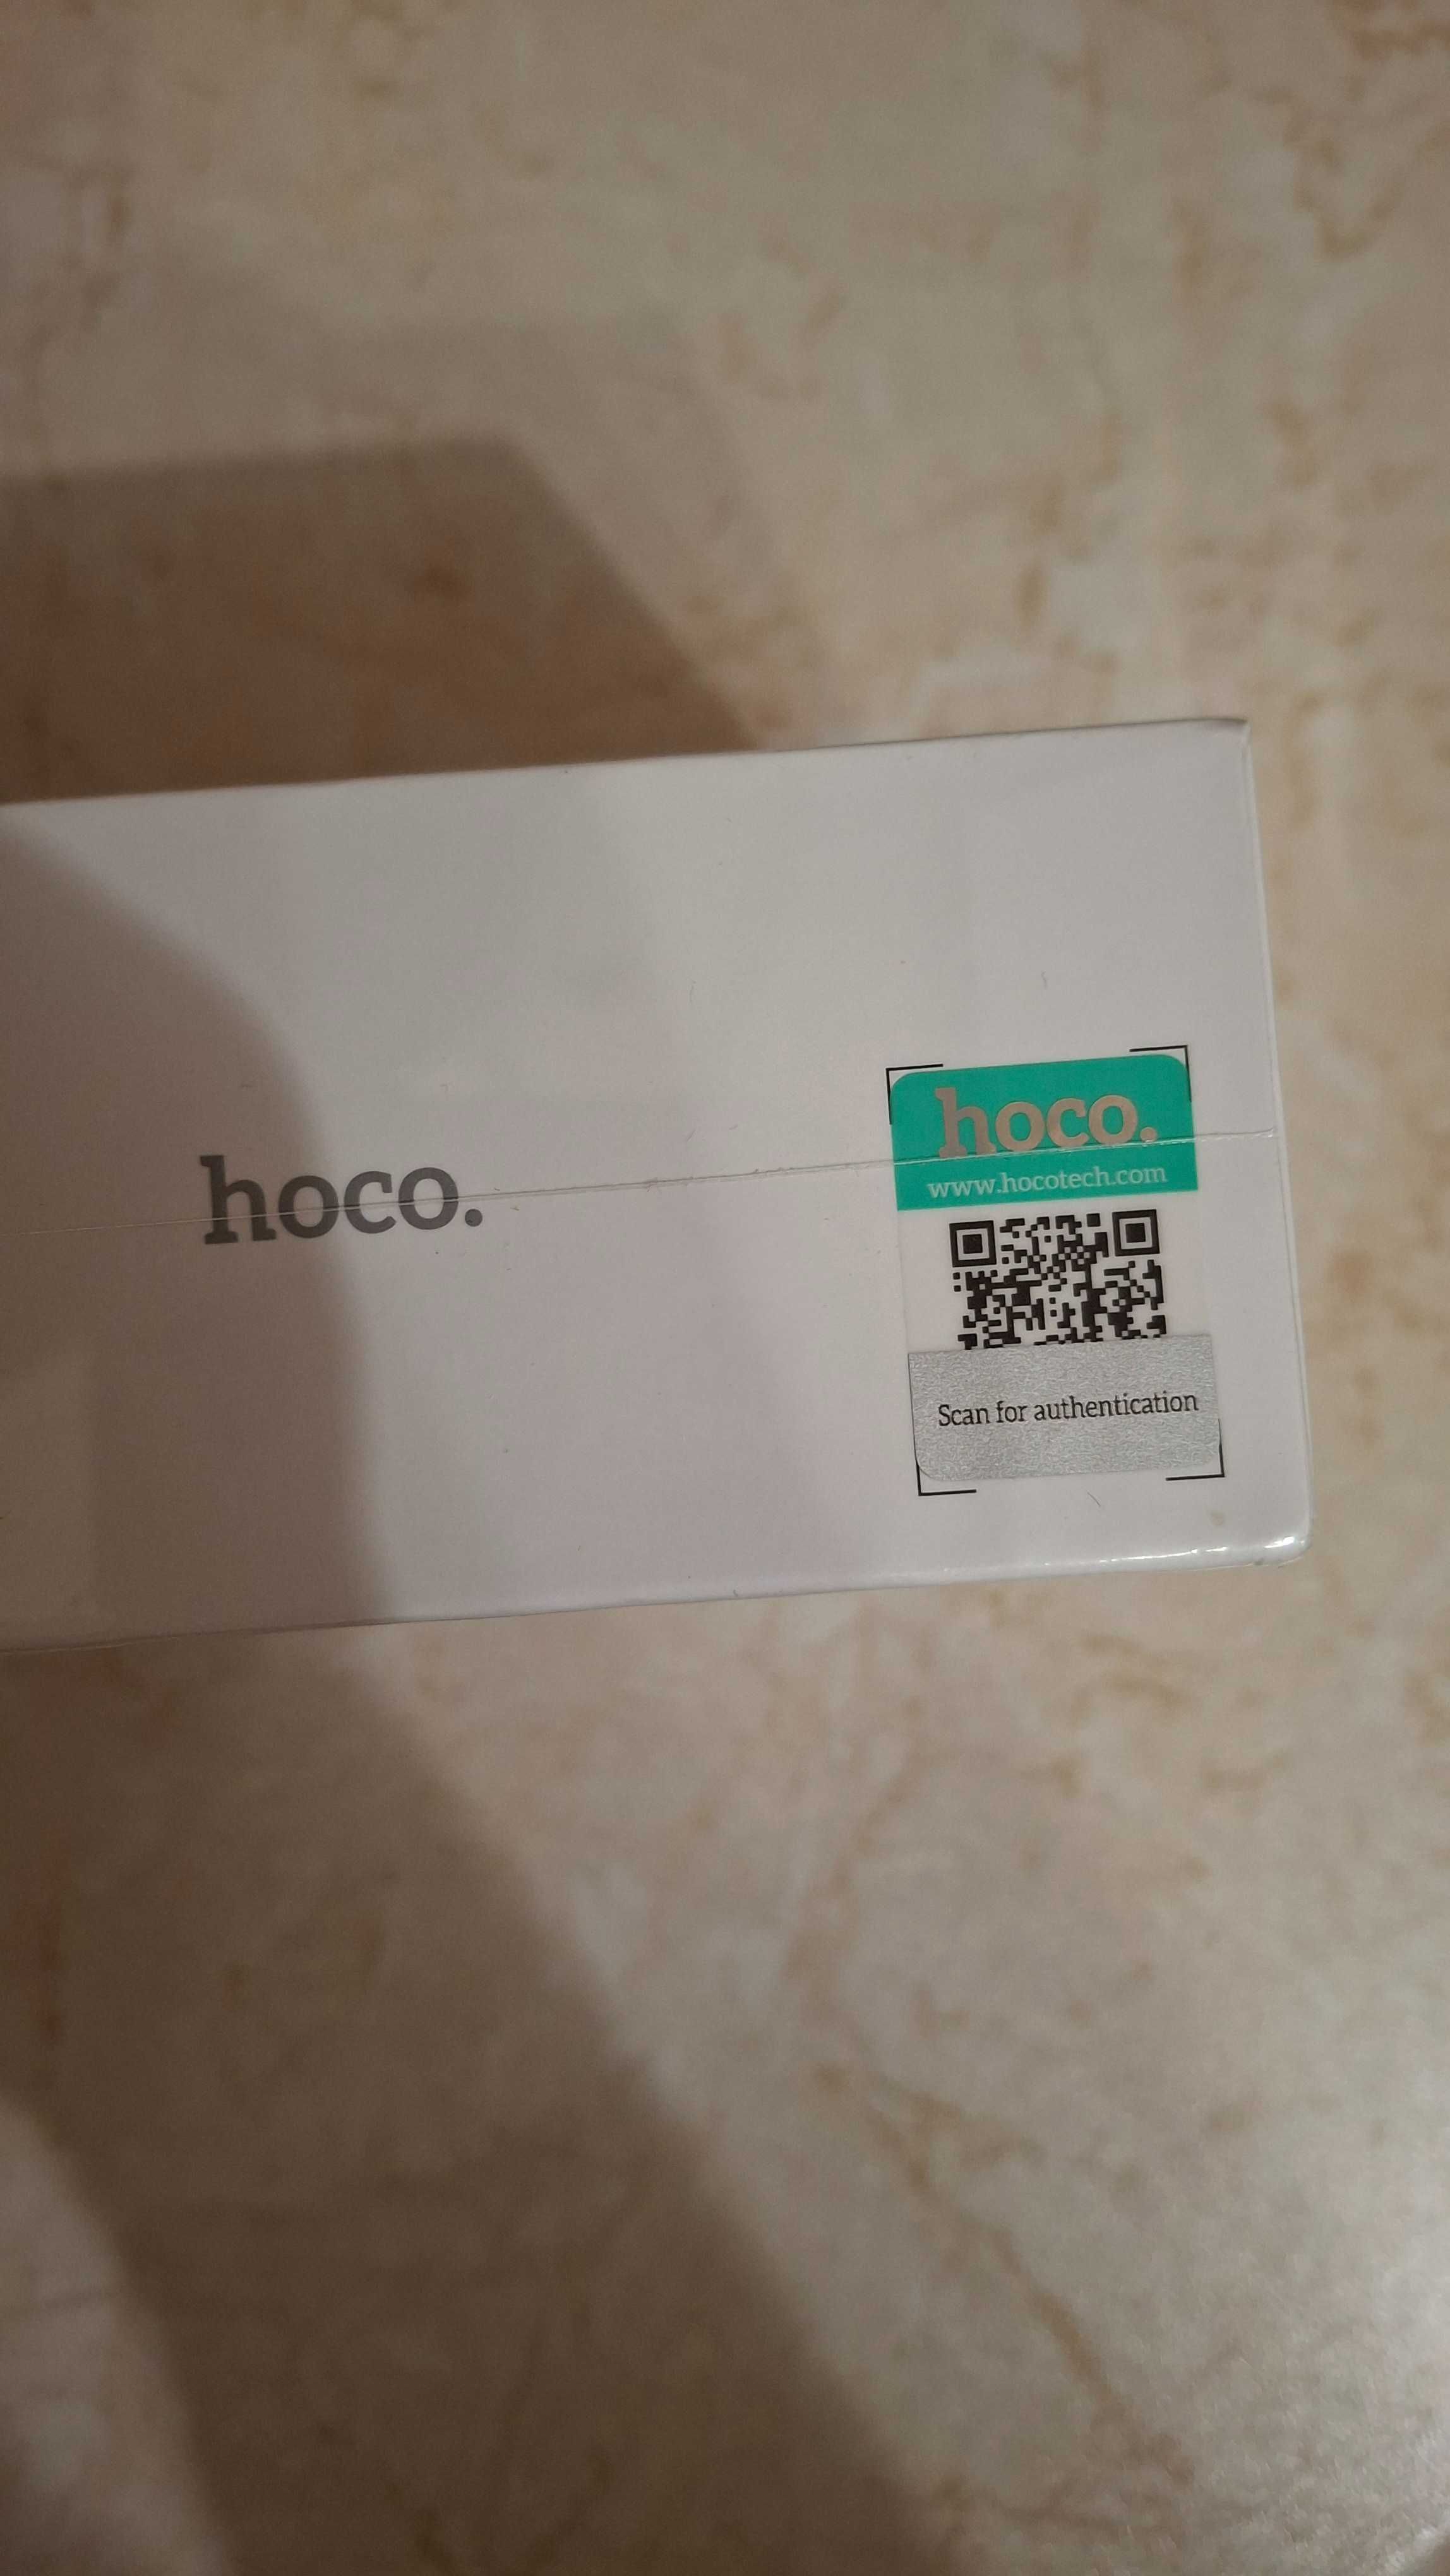 hoco.
hoco.
www.hocotech.com
Scan for authentication